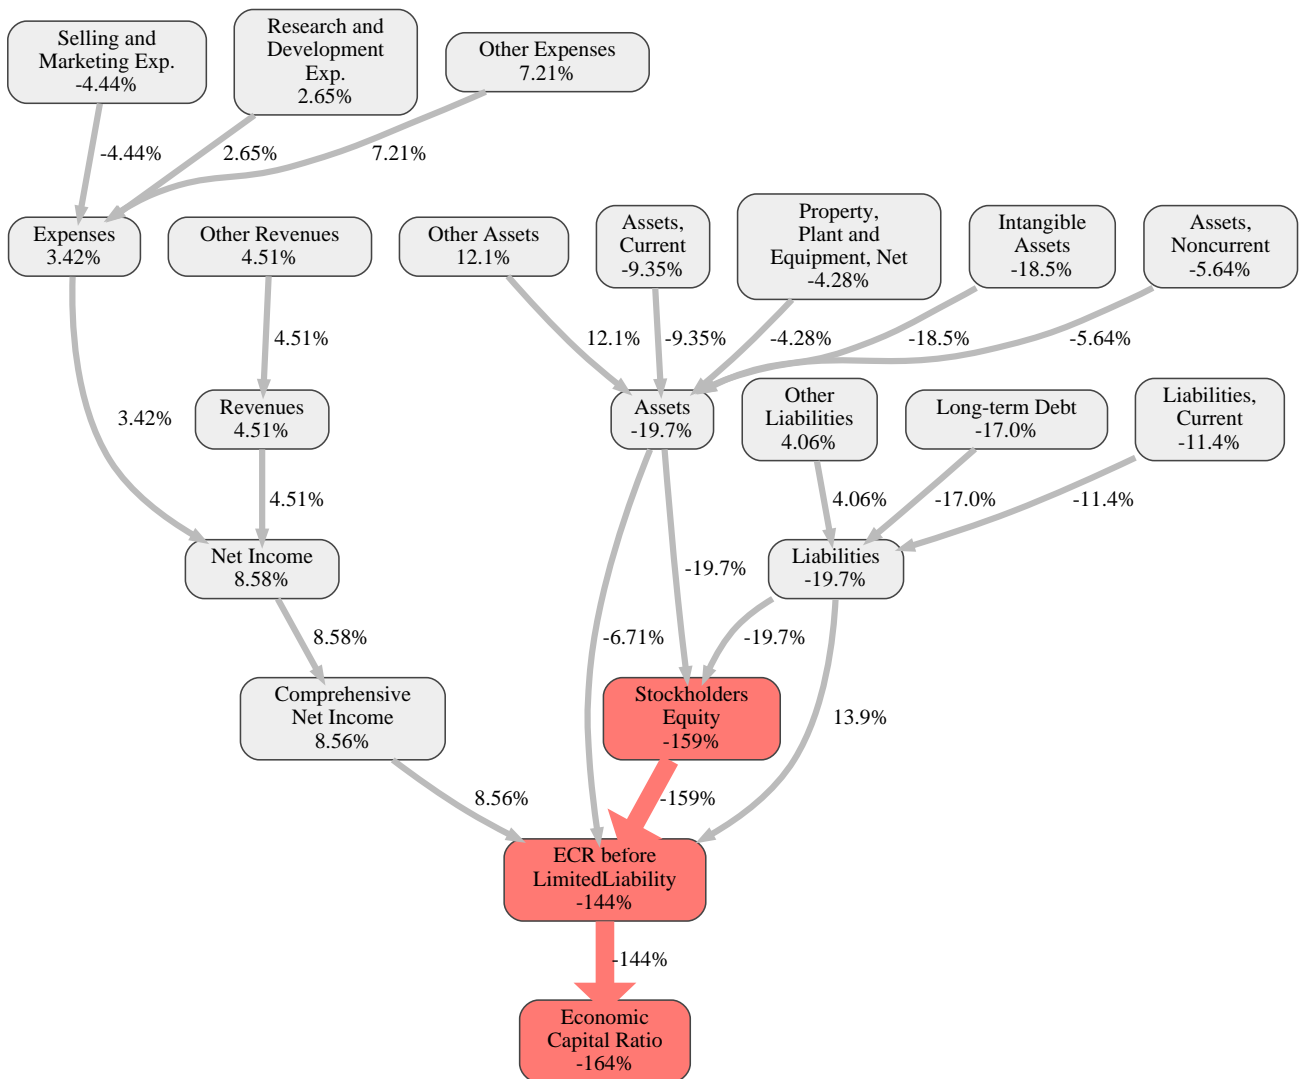 Selling and
Marketing Exp.
-4.44%
Research and
Development
Exp.
2.65%
Other Expenses
7.21%
-4.44%
2.65%
7.21%
Expenses
3.42%
Other Revenues
4.51%
Other Assets
12.1%
Assets,
Current
-9.35%
Property,
Plant and
Equipment, Net
-4.28%
Intangible
Assets
-18.5%
Assets,
Noncurrent
-5.64%
4.51%
12.1%
-9.35%
-4.28%
-18.5%
-5.64%
3.42%
Revenues
4.51%
Assets
-19.7%
Other
Liabilities
4.06%
Long-term Debt
-17.0%
Liabilities,
Current
-11.4%
4.51%
4.06%
-17.0%
-11.4%
Net Income
8.58%
-19.7%
Liabilities
-19.7%
8.58%
-6.71%
-19.7%
Comprehensive
Net Income
8.56%
Stockholders
Equity
-159%
13.9%
8.56%
-159%
ECR before
LimitedLiability
-144%
-144%
Economic
Capital Ratio
-164%